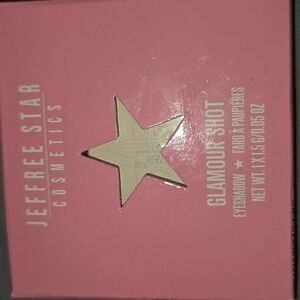 JEFFREE STAR
COSMETICS
GLAMOUR SHOT
EYESHADOW ★ FARD À PAUPIÈRES
NET WT. 1 X 1.5 G/0.05 OZ